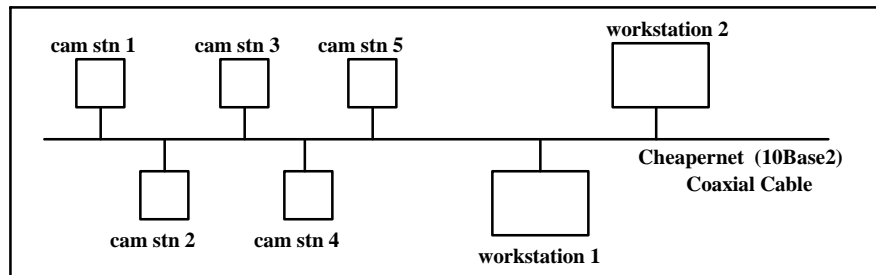 cam stn 1
cam stn 3
cam stn 5
workstation 2
Cheapernet (10Base2)
Coaxial Cable
cam stn 2
cam stn 4
workstation 1